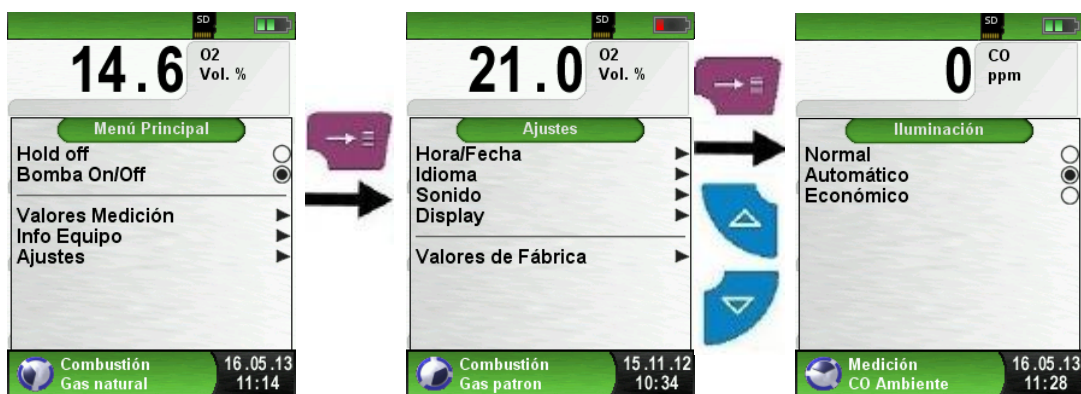 SD
14.6
O2
Vol. %
Menú Principal
Hold off
Bomba On/Off
Valores Medición
Info Equipo
Ajustes
Combustión
Gas natural
16.05.13
11:14
SD
21.0
O2
Vol. %
Ajustes
Hora/Fecha
Idioma
Sonido
Display
Valores de Fábrica
Combustión
Gas patron
15.11.12
10:34
SD
0
CO
ppm
Iluminación
Normal
Automático
Económico
Medición
CO Ambiente
16.05.13
11:28